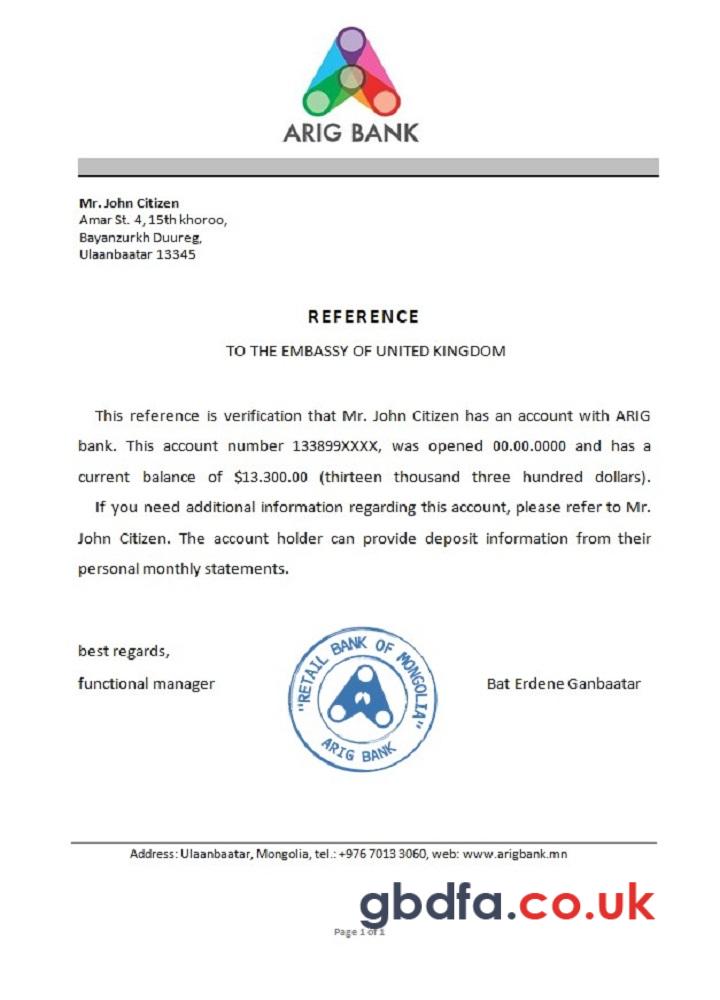 ARIG BANK
Mr. John Citizen
Amar St. 4, 15th khoroo,
Bayanzurkh Duureg,
Ulaanbaatar 13345
REFERENCE
TO THE EMBASSY OF UNITED KINGDOM
This reference is verification that Mr. John Citizen has an account with ARIG
bank. This account number 133899XXXX, was opened 00.00.0000 and has a
current balance of $13.300.00 (thirteen thousand three hundred dollars).
If you need additional information regarding this account, please refer to Mr.
John Citizen. The account holder can provide deposit information from their
personal monthly statements.
best regards,
functional manager
"RETAIL BANK OF MONGOLIA"
ARIG BANK
Bat Erdene Ganbaatar
Address: Ulaanbaatar, Mongolia, tel.: +976 7013 3060, web: www.arigbank.mn
gbdfa.co.uk
Page 1 of 1